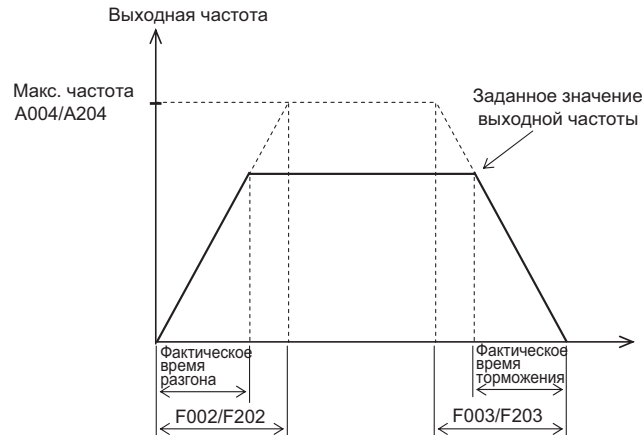 Выходная частота
Макс. частота
A004/A204
Заданное значение
выходной частоты
Фактическое
время
разгона
Фактическое
время
торможения
F002/F202
F003/F203